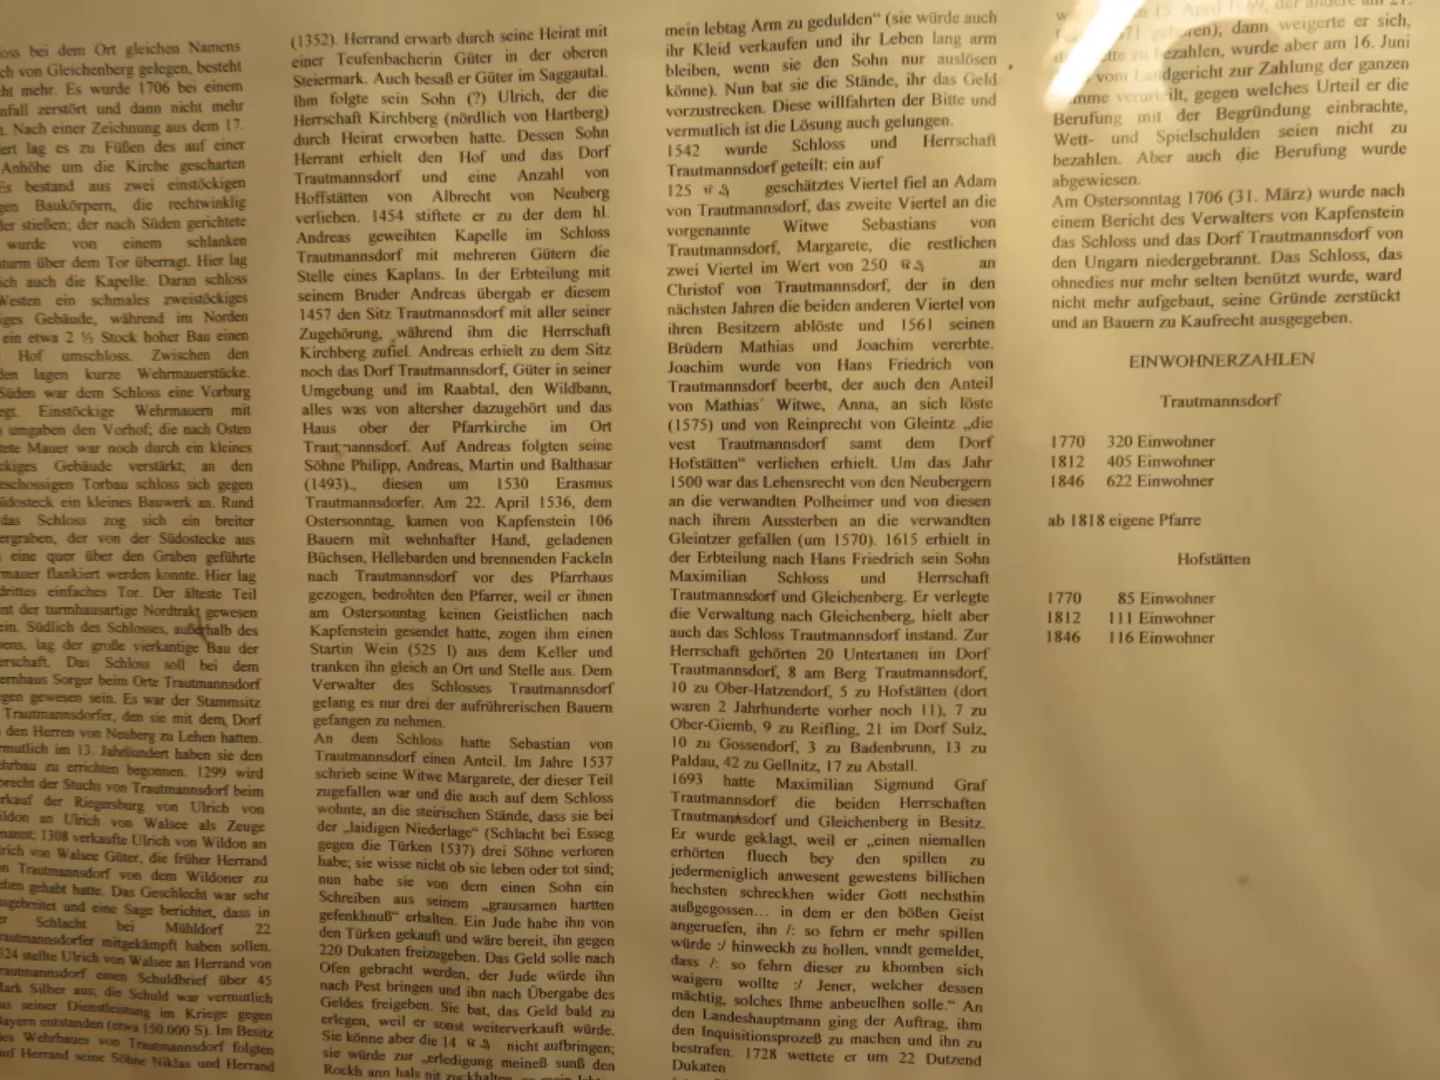 loss bei dem Ort gleichen Namens
ch von Gleichenberg gelegen, besteht
ht mehr. Es wurde 1706 bei einem
nfall zerstört und dann nicht mehr
t. Nach einer Zeichnung aus dem 17.
ert lag es zu Füßen des auf einer
Anhöhe um die Kirche gescharten
Es bestand aus zwei einstöckigen
gen Baukörpern, die rechtwinklig
der stießen; der nach Süden gerichtete
wurde von einem schlanken
turm über dem Tor überragt. Hier lag
ich auch die Kapelle. Daran schloss
Westen ein schmales zweistöckiges
iges Gebäude, während im Norden
ein etwa 2 ½ Stock hoher Bau einen
Hof umschloss. Zwischen den
den lagen kurze Wehrmauerstücke.
Süden war dem Schloss eine Vorburg
egt. Einstöckige Wehrmauern mit
umgaben den Vorhof; die nach Osten
tete Mauer war noch durch ein kleines
ckiges Gebäude verstärkt; an den
eschossigen Torbau schloss sich gegen
üdosteck ein kleines Bauwerk an. Rund
das Schloss zog sich ein breiter
ergraben, der von der Südostecke aus
eine quer über den Graben geführte
rmauer flankiert werden konnte. Hier lag
drittes einfaches Tor. Der älteste Teil
int der turmhausartige Nordtrakt gewesen
ein. Südlich des Schlosses, außerhalb des
bens, lag der große vierkantige Bau der
erschaft. Das Schloss soll bei dem
ernhaus Sorger beim Orte Trautmannsdorf
gen gewesen sein. Es war der Stammsitz
Trautmannsdorfer, den sie mit dem Dorf
den Herren von Neuberg zu Lehen hatten.
rmutlich im 13. Jahrhundert haben sie den
ehrbau zu errichten begonnen. 1299 wird
brecht der Stuchs von Trautmannsdorf beim
rkauf der Riegersburg von Ulrich von
ildon an Ulrich von Walsee als Zeuge
nannt; 1308 verkaufte Ulrich von Wildon an
rich von Walsee Güter, die früher Herrand
n Trautmannsdorf von dem Wildoner zu
ehen gehabt hatte. Das Geschlecht war sehr
usgebreitet und eine Sage berichtet, dass in
er Schlacht bei Mühldorf 22
rautmannsdorfer mitgekämpft haben sollen.
324 stellte Ulrich von Walsee an Herrand von
rautmannsdorf einen Schuldbrief über 45
Mark Silber aus; die Schuld war vermutlich
us seiner Dienstleistung im Kriege gegen
Bayern entstanden (etwa 150.000 S). Im Besitz
des Wehrbaues von Trautmannsdorf folgten
auf Herrand seine Söhne Niklas und Herrand
(1352). Herrand erwarb durch seine Heirat mit
einer Teufenbacherin Güter in der oberen
Steiermark. Auch besaß er Güter im Saggautal.
Ihm folgte sein Sohn (?) Ulrich, der die
Herrschaft Kirchberg (nördlich von Hartberg)
durch Heirat erworben hatte. Dessen Sohn
Herrant erhielt den Hof und das Dorf
Trautmannsdorf und eine Anzahl von
Hoffstätten von Albrecht von Neuberg
verliehen. 1454 stiftete er zu der dem hl.
Andreas geweihten Kapelle im Schloss
Trautmannsdorf mit mehreren Gütern die
Stelle eines Kaplans. In der Erbteilung mit
seinem Bruder Andreas übergab er diesem
1457 den Sitz Trautmannsdorf mit aller seiner
Zugehörung, während ihm die Herrschaft
Kirchberg zufiel. Andreas erhielt zu dem Sitz
noch das Dorf Trautmannsdorf, Güter in seiner
Umgebung und im Raabtal, den Wildbann,
alles was von altersher dazugehört und das
Haus ober der Pfarrkirche im Ort
Trautmannsdorf. Auf Andreas folgten seine
Söhne Philipp, Andreas, Martin und Balthasar
(1493)., diesen um 1530 Erasmus
Trautmannsdorfer. Am 22. April 1536, dem
Ostersonntag, kamen von Kapfenstein 106
Bauern mit wehnhafter Hand, geladenen
Büchsen, Hellebarden und brennenden Fackeln
nach Trautmannsdorf vor des Pfarrhaus
gezogen, bedrohten den Pfarrer, weil er ihnen
am Ostersonntag keinen Geistlichen nach
Kapfenstein gesendet hatte, zogen ihm einen
Startin Wein (525 l) aus dem Keller und
tranken ihn gleich an Ort und Stelle aus. Dem
Verwalter des Schlosses Trautmannsdorf
gelang es nur drei der aufrührerischen Bauern
gefangen zu nehmen.
An dem Schloss hatte Sebastian von
Trautmannsdorf einen Anteil. Im Jahre 1537
schrieb seine Witwe Margarete, der dieser Teil
zugefallen war und die auch auf dem Schloss
wohnte, an die steirischen Stände, dass sie bei
der „laidigen Niederlage“ (Schlacht bei Esseg
gegen die Türken 1537) drei Söhne verloren
habe; sie wisse nicht ob sie leben oder tot sind;
nun habe sie von dem einen Sohn ein
Schreiben aus seinem „grausamen hartten
gefenkhnuß“ erhalten. Ein Jude habe ihn von
den Türken gekauft und wäre bereit, ihn gegen
220 Dukaten freizugeben. Das Geld solle nach
Ofen gebracht werden, der Jude würde ihn
nach Pest bringen und ihn nach Übergabe des
Geldes freigeben. Sie bat, das Geld bald zu
erlegen, weil er sonst weiterverkauft würde.
Sie könne aber die 14 nicht aufbringen;
sie würde zur „erledigung meineß sunß den
Rockh ann hals nit zuckhalten
mein lebtag Arm zu gedulden“ (sie würde auch
ihr Kleid verkaufen und ihr Leben lang arm
bleiben, wenn sie den Sohn nur auslösen
könne). Nun bat sie die Stände, ihr das Geld
vorzustrecken. Diese willfahrten der Bitte und
vermutlich ist die Lösung auch gelungen.
1542 wurde Schloss und Herrschaft
Trautmannsdorf geteilt: ein auf
125 geschätztes Viertel fiel an Adam
von Trautmannsdorf, das zweite Viertel an die
vorgenannte Witwe Sebastians von
Trautmannsdorf, Margarete, die restlichen
zwei Viertel im Wert von 250 an
Christof von Trautmannsdorf, der in den
nächsten Jahren die beiden anderen Viertel von
ihren Besitzern ablöste und 1561 seinen
Brüdern Mathias und Joachim vererbte.
Joachim wurde von Hans Friedrich von
Trautmannsdorf beerbt, der auch den Anteil
von Mathias´ Witwe, Anna, an sich löste
(1575) und von Reinprecht von Gleintz „die
vest Trautmannsdorf samt dem Dorf
Hofstätten“ verliehen erhielt. Um das Jahr
1500 war das Lehensrecht von den Neubergern
an die verwandten Polheimer und von diesen
nach ihrem Aussterben an die verwandten
Gleintzer gefallen (um 1570). 1615 erhielt in
der Erbteilung nach Hans Friedrich sein Sohn
Maximilian Schloss und Herrschaft
Trautmannsdorf und Gleichenberg. Er verlegte
die Verwaltung nach Gleichenberg, hielt aber
auch das Schloss Trautmannsdorf instand. Zur
Herrschaft gehörten 20 Untertanen im Dorf
Trautmannsdorf, 8 am Berg Trautmannsdorf,
10 zu Ober-Hatzendorf, 5 zu Hofstätten (dort
waren 2 Jahrhunderte vorher noch 11), 7 zu
Ober-Giemb, 9 zu Reifling, 21 im Dorf Sulz,
10 zu Gossendorf, 3 zu Badenbrunn, 13 zu
Paldau, 42 zu Gellnitz, 17 zu Abstall.
1693 hatte Maximilian Sigmund Graf
Trautmannsdorf die beiden Herrschaften
Trautmannsdorf und Gleichenberg in Besitz.
Er wurde geklagt, weil er „einen niemallen
erhörten fluech bey den spillen zu
jedermeniglich anwesent gewestens billichen
hechsten schreckhen wider Gott nechsthin
außgegossen... in dem er den bößen Geist
angeruefen, ihn /: so fehrn er mehr spillen
würde :/ hinweckh zu hollen, vnndt gemeldet,
dass /: so fehrn dieser zu khomben sich
waigern wollte :/ Jener, welcher dessen
mächtig, solches Ihme anbeuelhen solle.“ An
den Landeshauptmann ging der Auftrag, ihm
den Inquisitionsprozeß zu machen und ihn zu
bestrafen. 1728 wettete er um 22 Dutzend
Dukaten
15. April 1669, der andere am 27.
dann weigerte er sich,
bezahlen, wurde aber am 16. Juni
vom Landgericht zur Zahlung der ganzen
verurteilt, gegen welches Urteil er die
Berufung mit der Begründung einbrachte,
Wett- und Spielschulden seien nicht zu
bezahlen. Aber auch die Berufung wurde
abgewiesen.
Am Ostersonntag 1706 (31. März) wurde nach
einem Bericht des Verwalters von Kapfenstein
das Schloss und das Dorf Trautmannsdorf von
den Ungarn niedergebrannt. Das Schloss, das
ohnedies nur mehr selten benützt wurde, ward
nicht mehr aufgebaut, seine Gründe zerstückt
und an Bauern zu Kaufrecht ausgegeben.
EINWOHNERZAHLEN
Trautmannsdorf
1770 320 Einwohner
1812 405 Einwohner
1846 622 Einwohner
ab 1818 eigene Pfarre
Hofstätten
1770 85 Einwohner
1812 111 Einwohner
1846 116 Einwohner